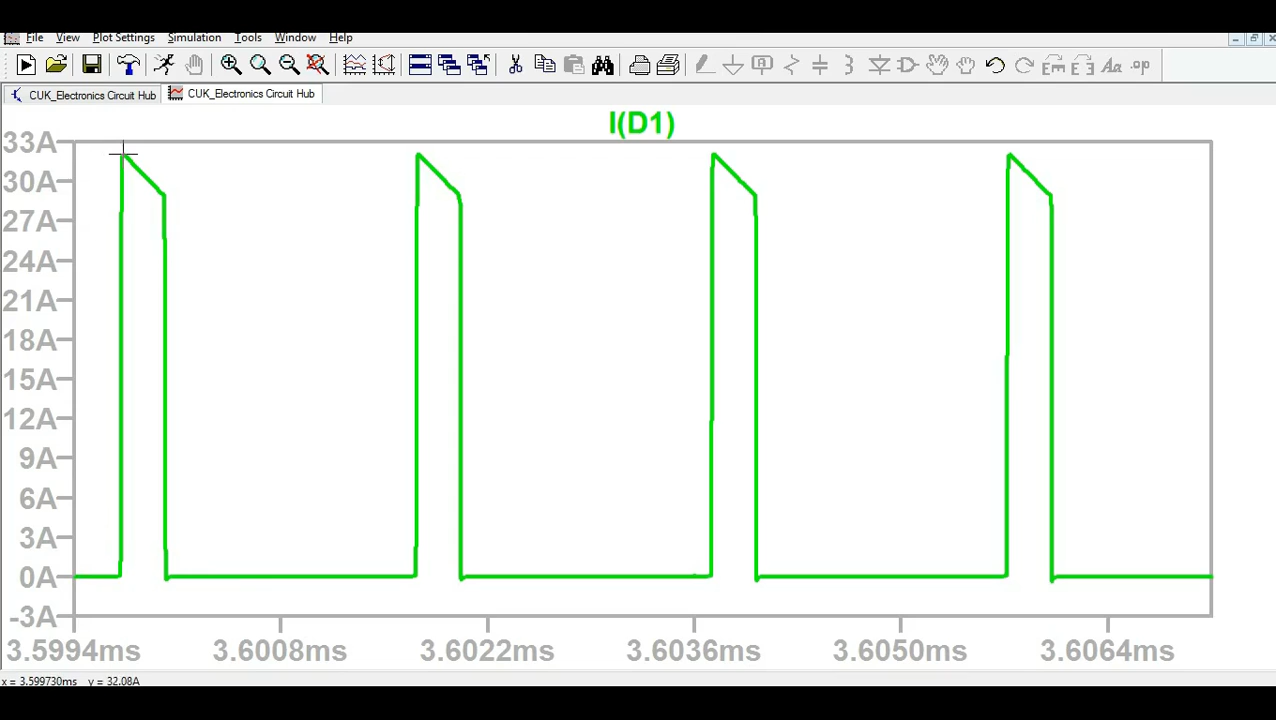 File View Plot Settings Simulation Tools Window Help
Aa .op
CUK_Electronics Circuit Hub CUK_Electronics Circuit Hub
I(D1)
33A
30A
27A
24A
21A
18A
15A
12A
9A
6A
3A
0A
-3A
3.5994ms 3.6008ms 3.6022ms 3.6036ms 3.6050ms 3.6064ms
x = 3.599730ms y = 32.08A